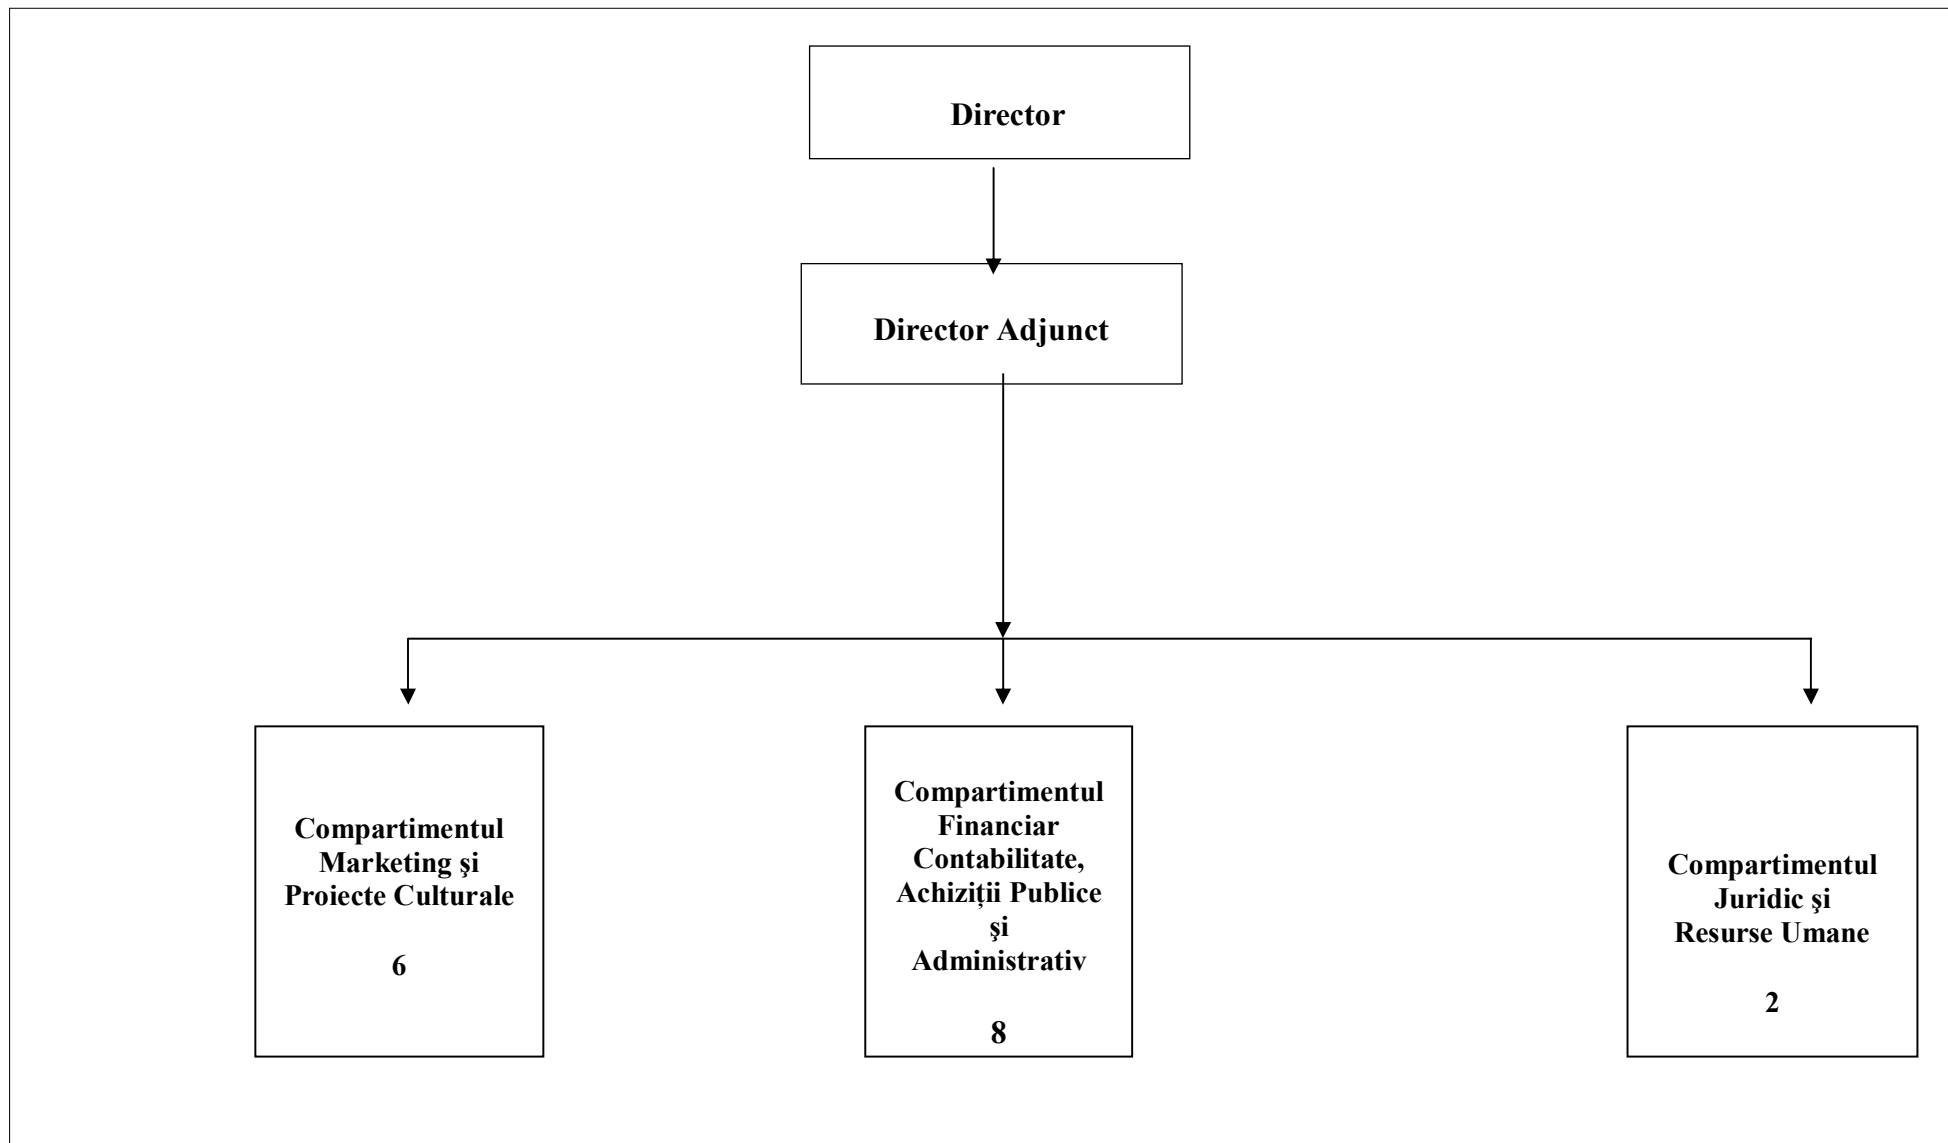 Director
Director Adjunct
Compartimentul
Marketing şi
Proiecte Culturale
6
Compartimentul
Financiar
Contabilitate,
Achiziții Publice
şi
Administrativ
8
Compartimentul
Juridic şi
Resurse Umane
2